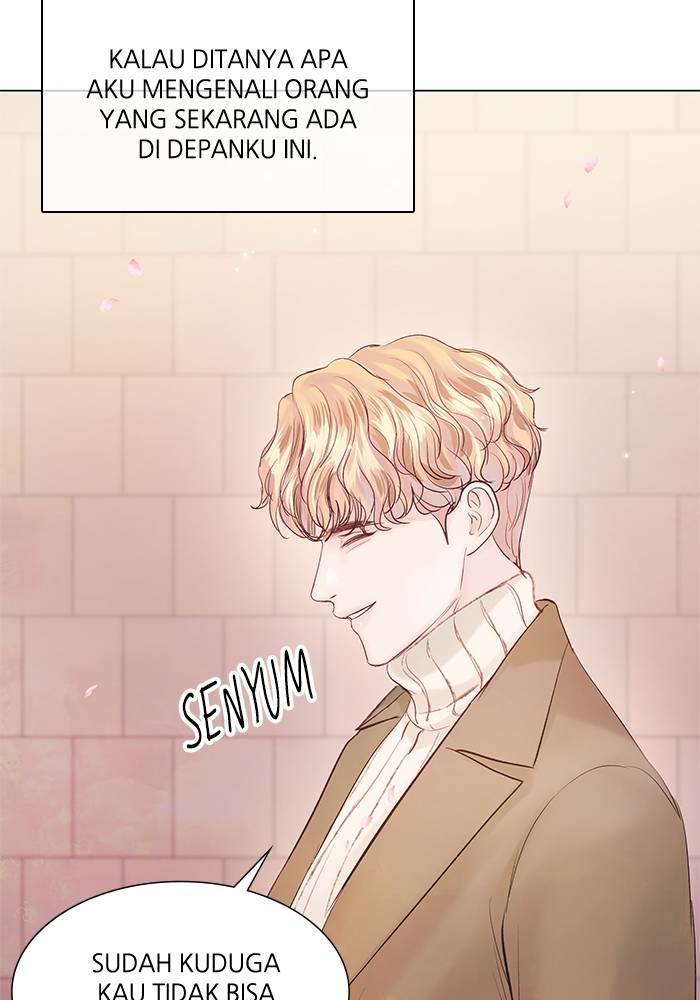 KALAU DITANYA APA
AKU MENGENALI ORANG
YANG SEKARANG ADA
DI DEPANKU INI.
SENYUM
SUDAH KUDUGA
KAU TIDAK BISA